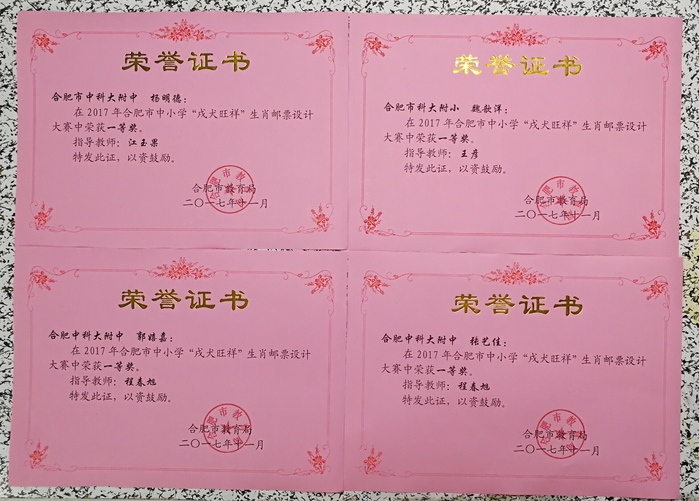 荣誉证书
合肥市中科大附中 杨明德：
在2017年合肥市中小学“戌犬旺祥”生肖邮票设计
大赛中荣获一等奖。
指导教师：江玉果
特发此证，以资鼓励。
合肥市教育局
二〇一七年十一月
荣誉证书
合肥市科大附小 魏歆洋：
在2017年合肥市中小学“戌犬旺祥”生肖邮票设计
大赛中荣获一等奖。
指导教师：王彦
特发此证，以资鼓励。
合肥市教育局
二〇一七年十一月
荣誉证书
合肥中科大附中 郭嘉：
在2017年合肥市中小学“戌犬旺祥”生肖邮票设计
大赛中荣获一等奖。
指导教师：程春旭
特发此证，以资鼓励。
合肥市教育局
二〇一七年十一月
荣誉证书
合肥中科大附中 张艺佳：
在2017年合肥市中小学“戌犬旺祥”生肖邮票设计
大赛中荣获一等奖。
指导教师：程春旭
特发此证，以资鼓励。
合肥市教育局
二〇一七年十一月